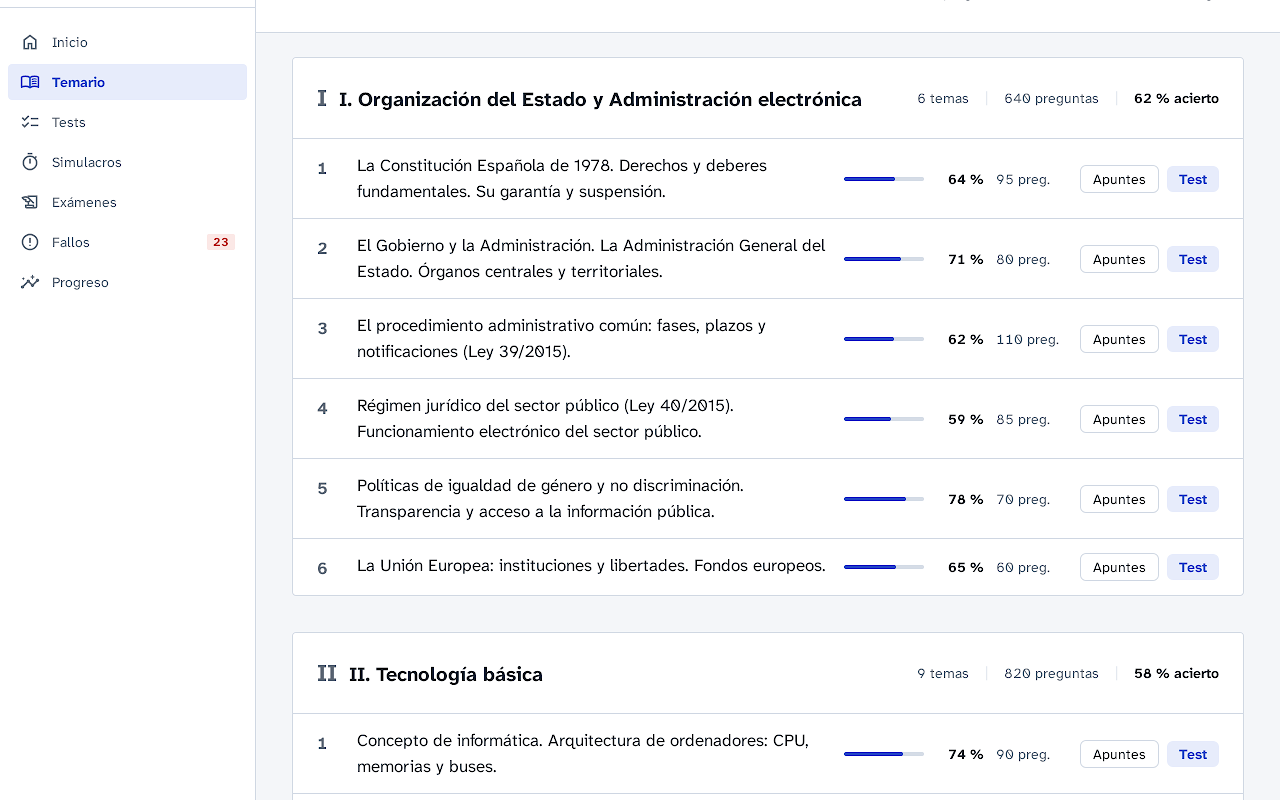 Inicio
Temario
Tests
Simulacros
Exámenes
Fallos 23
Progreso
I I. Organización del Estado y Administración electrónica 6 temas 640 preguntas 62 % acierto
1 La Constitución Española de 1978. Derechos y deberes
fundamentales. Su garantía y suspensión.
64 % 95 preg. Apuntes Test
2 El Gobierno y la Administración. La Administración General del
Estado. Órganos centrales y territoriales.
71 % 80 preg. Apuntes Test
3 El procedimiento administrativo común: fases, plazos y
notificaciones (Ley 39/2015).
62 % 110 preg. Apuntes Test
4 Régimen jurídico del sector público (Ley 40/2015).
Funcionamiento electrónico del sector público.
59 % 85 preg. Apuntes Test
5 Políticas de igualdad de género y no discriminación.
Transparencia y acceso a la información pública.
78 % 70 preg. Apuntes Test
6 La Unión Europea: instituciones y libertades. Fondos europeos. 65 % 60 preg. Apuntes Test
II II. Tecnología básica 9 temas 820 preguntas 58 % acierto
1 Concepto de informática. Arquitectura de ordenadores: CPU,
memorias y buses.
74 % 90 preg. Apuntes Test